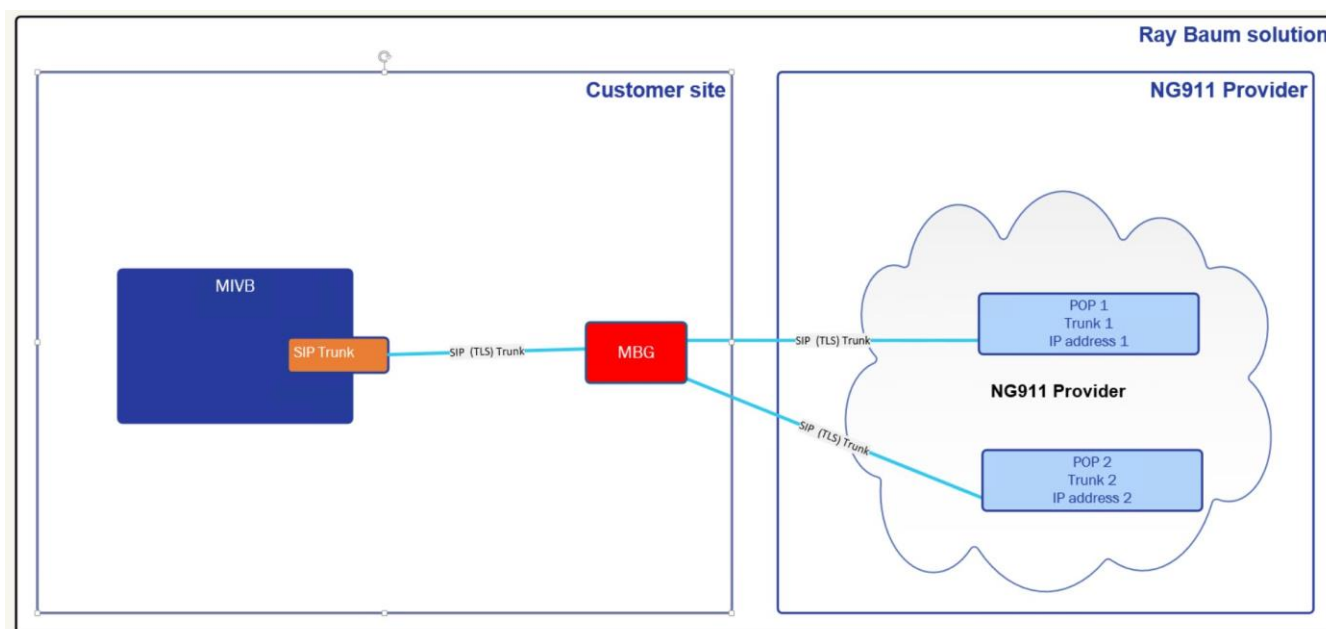 Ray Baum solution
Customer site
NG911 Provider
MIVB
SIP Trunk
SIP (TLS) Trunk
MBG
SIP (TLS) Trunk
SIP (TLS) Trunk
POP 1
Trunk 1
IP address 1
NG911 Provider
POP 2
Trunk 2
IP address 2